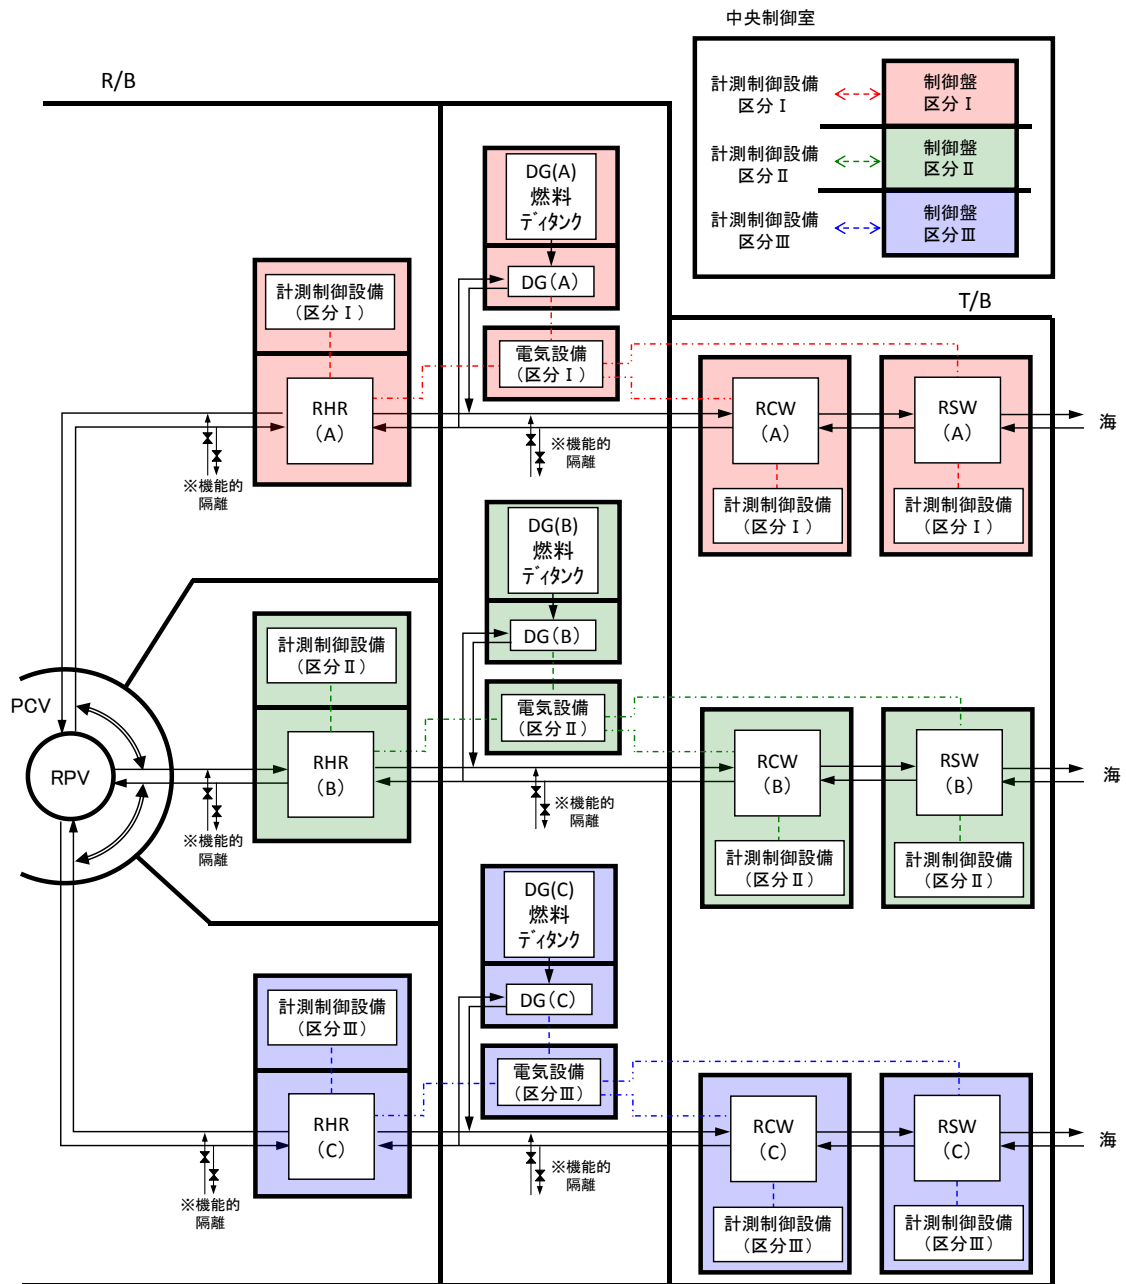 中央制御室
R/B
計測制御設備
区分Ⅰ
制御盤
区分Ⅰ
計測制御設備
区分Ⅱ
制御盤
区分Ⅱ
計測制御設備
区分Ⅲ
制御盤
区分Ⅲ
T/B
DG(A)
燃料
ディタンク
DG(A)
計測制御設備
(区分Ⅰ)
電気設備
(区分Ⅰ)
RHR
(A)
RCW
(A)
RSW
(A)
海
※機能的
隔離
※機能的
隔離
計測制御設備
(区分Ⅰ)
計測制御設備
(区分Ⅰ)
DG(B)
燃料
ディタンク
DG(B)
計測制御設備
(区分Ⅱ)
電気設備
(区分Ⅱ)
PCV
RPV
RHR
(B)
RCW
(B)
RSW
(B)
海
※機能的
隔離
※機能的
隔離
計測制御設備
(区分Ⅱ)
計測制御設備
(区分Ⅱ)
DG(C)
燃料
ディタンク
DG(C)
計測制御設備
(区分Ⅲ)
電気設備
(区分Ⅲ)
RHR
(C)
RCW
(C)
RSW
(C)
海
※機能的
隔離
※機能的
隔離
計測制御設備
(区分Ⅲ)
計測制御設備
(区分Ⅲ)